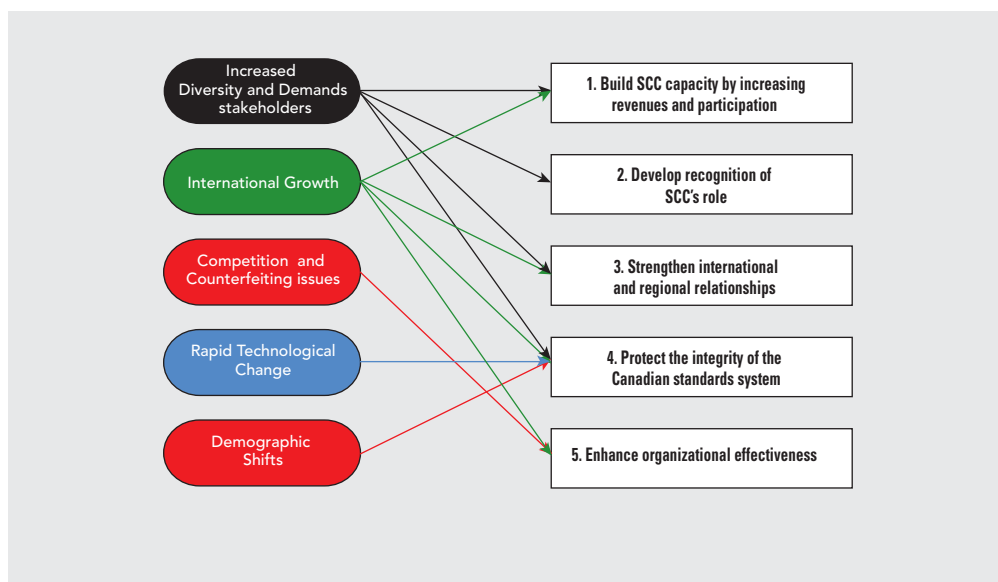 Increased
Diversity and Demands
stakeholders
International Growth
Competition and
Counterfeiting issues
Rapid Technological
Change
Demographic
Shifts
1. Build SCC capacity by increasing
revenues and participation
2. Develop recognition of
SCC's role
3. Strengthen international
and regional relationships
4. Protect the integrity of the
Canadian standards system
5. Enhance organizational effectiveness